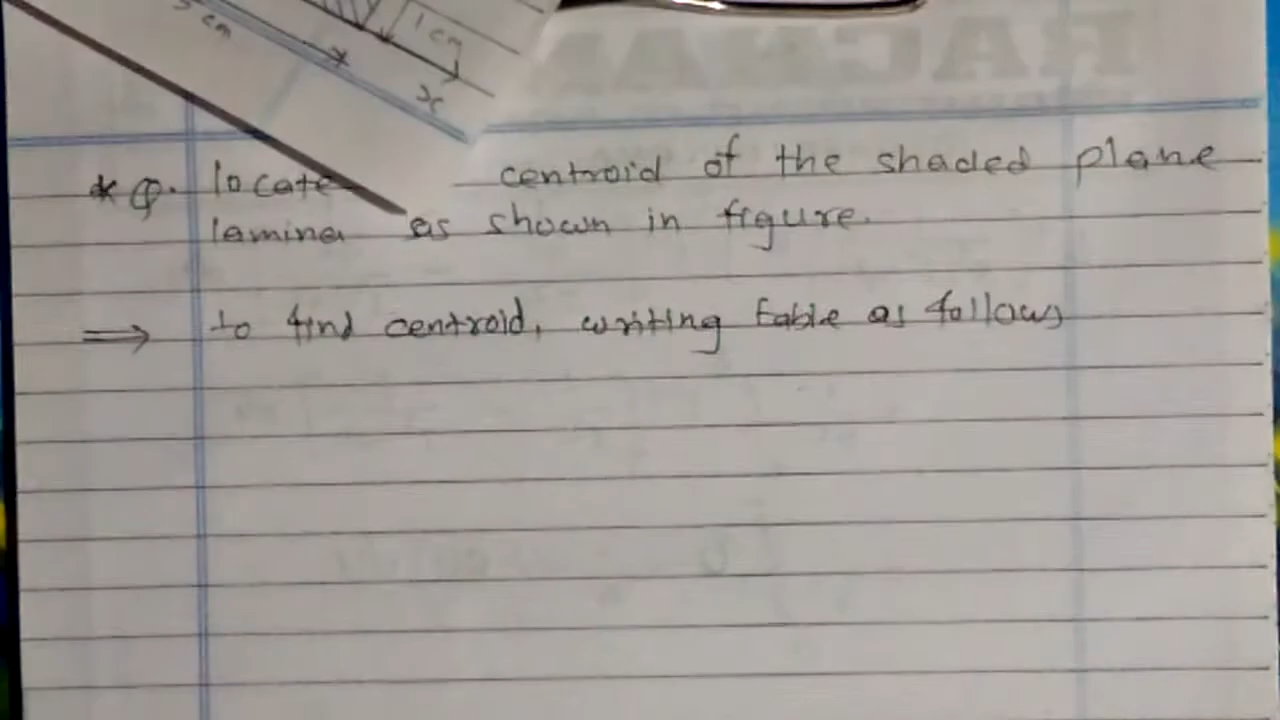 cm
1 cm
x
* Q. locate centroid of the shaded plane
lamina as shown in figure.
⇒ to find centroid, writing table as follows